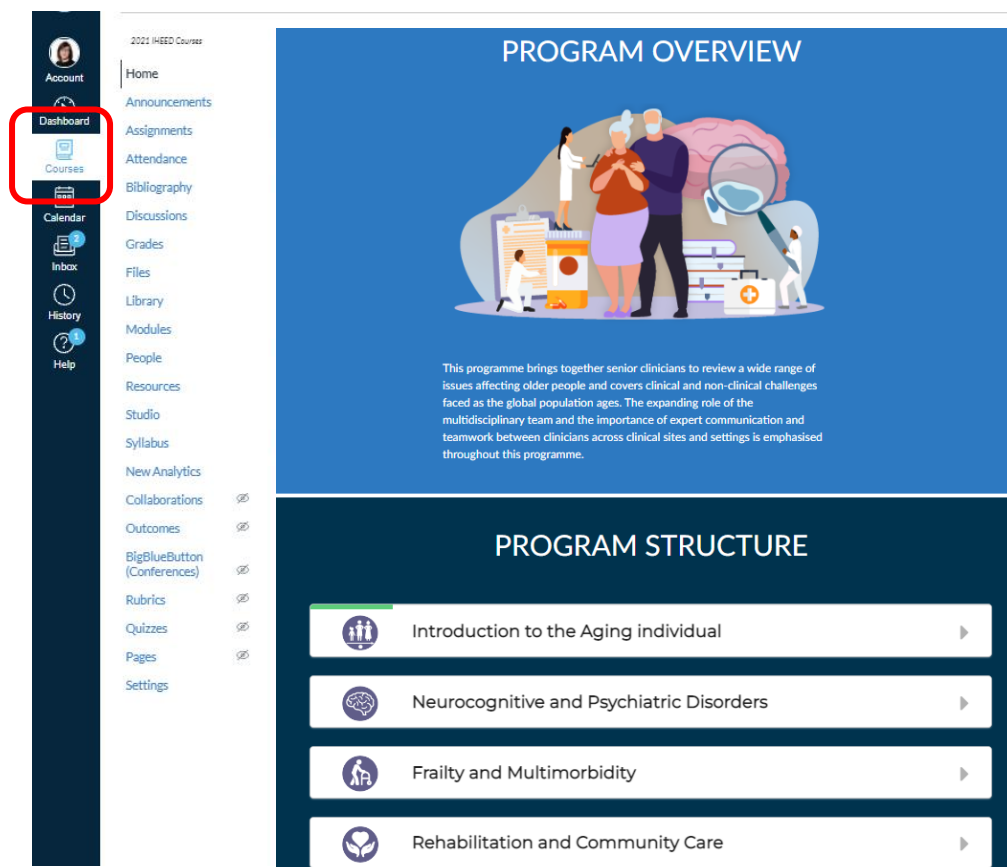 Account
Dashboard
Courses
Calendar
2
Inbox
History
1
Help
2021 IHEED Courses
Home
Announcements
Assignments
Attendance
Bibliography
Discussions
Grades
Files
Library
Modules
People
Resources
Studio
Syllabus
New Analytics
Collaborations
Outcomes
BigBlueButton
(Conferences)
Rubrics
Quizzes
Pages
Settings
PROGRAM OVERVIEW
This programme brings together senior clinicians to review a wide range of
issues affecting older people and covers clinical and non-clinical challenges
faced as the global population ages. The expanding role of the
multidisciplinary team and the importance of expert communication and
teamwork between clinicians across clinical sites and settings is emphasised
throughout this programme.
PROGRAM STRUCTURE
Introduction to the Aging individual
Neurocognitive and Psychiatric Disorders
Frailty and Multimorbidity
Rehabilitation and Community Care